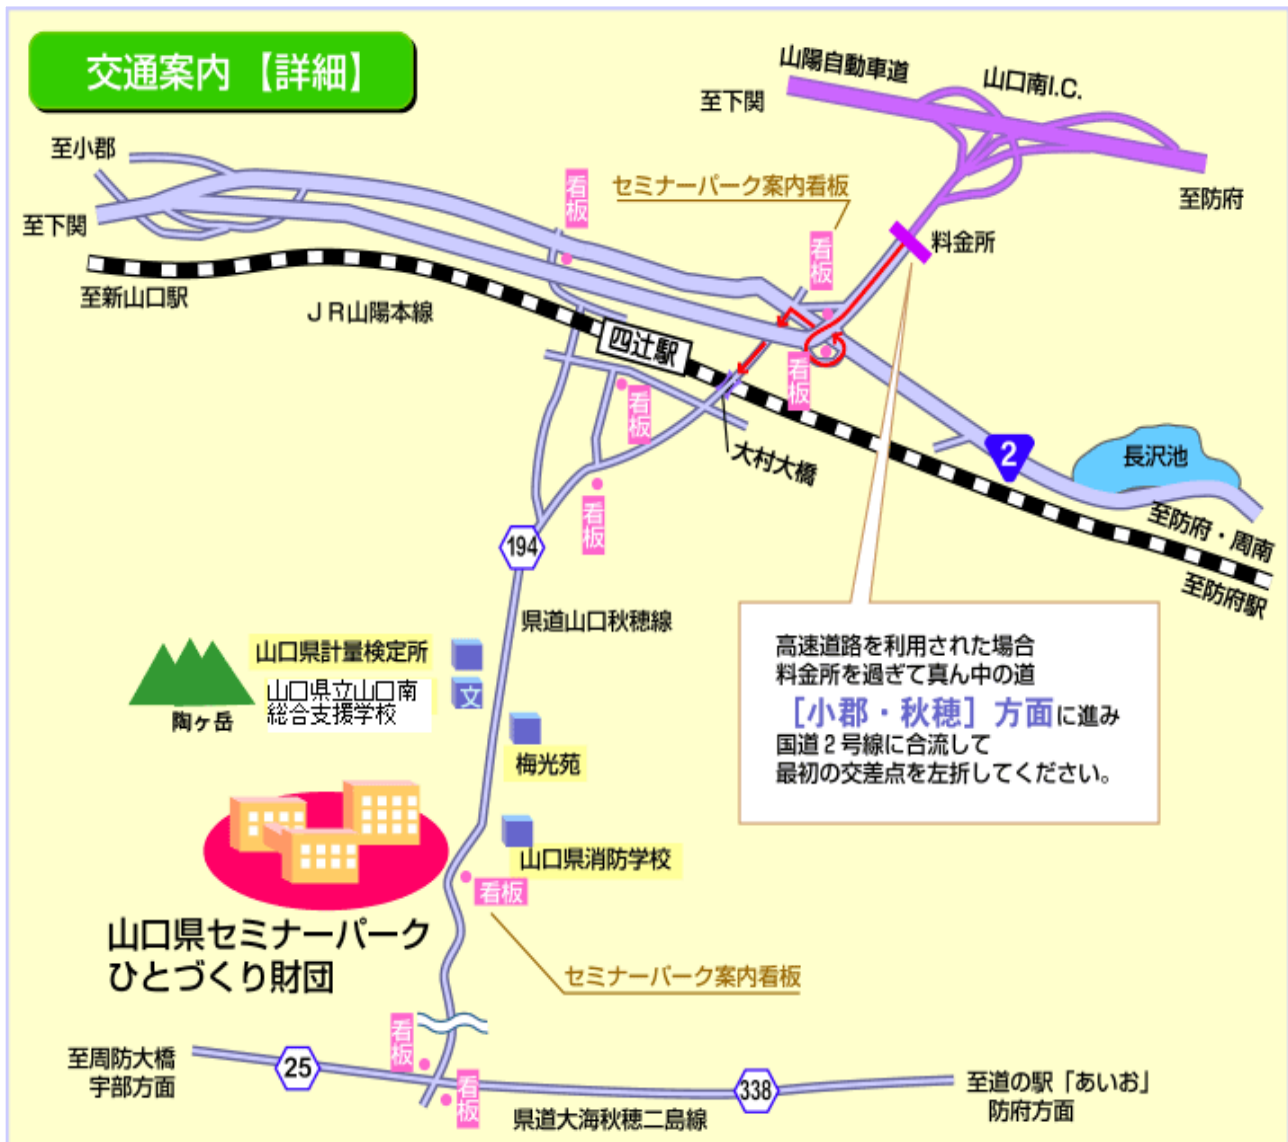 交通案内【詳細】
山陽自動車道
山口南I.C.
至下関
至小郡
至防府
至下関
看板
セミナーパーク案内看板
看板
料金所
至新山口駅
JR山陽本線
四辻駅
看板
看板
大村大橋
2
長沢池
至防府・周南
至防府駅
看板
194
県道山口秋穂線
高速道路を利用された場合
料金所を過ぎて真ん中の道
[小郡・秋穂]方面に進み
国道2号線に合流して
最初の交差点を左折してください。
山口県計量検定所
山口県立山口南
総合支援学校
文
陶ヶ岳
梅光苑
山口県消防学校
看板
山口県セミナーパーク
ひとづくり財団
セミナーパーク案内看板
看板
至周防大橋
宇部方面
25
看板
県道大海秋穂二島線
338
至道の駅「あいお」
防府方面